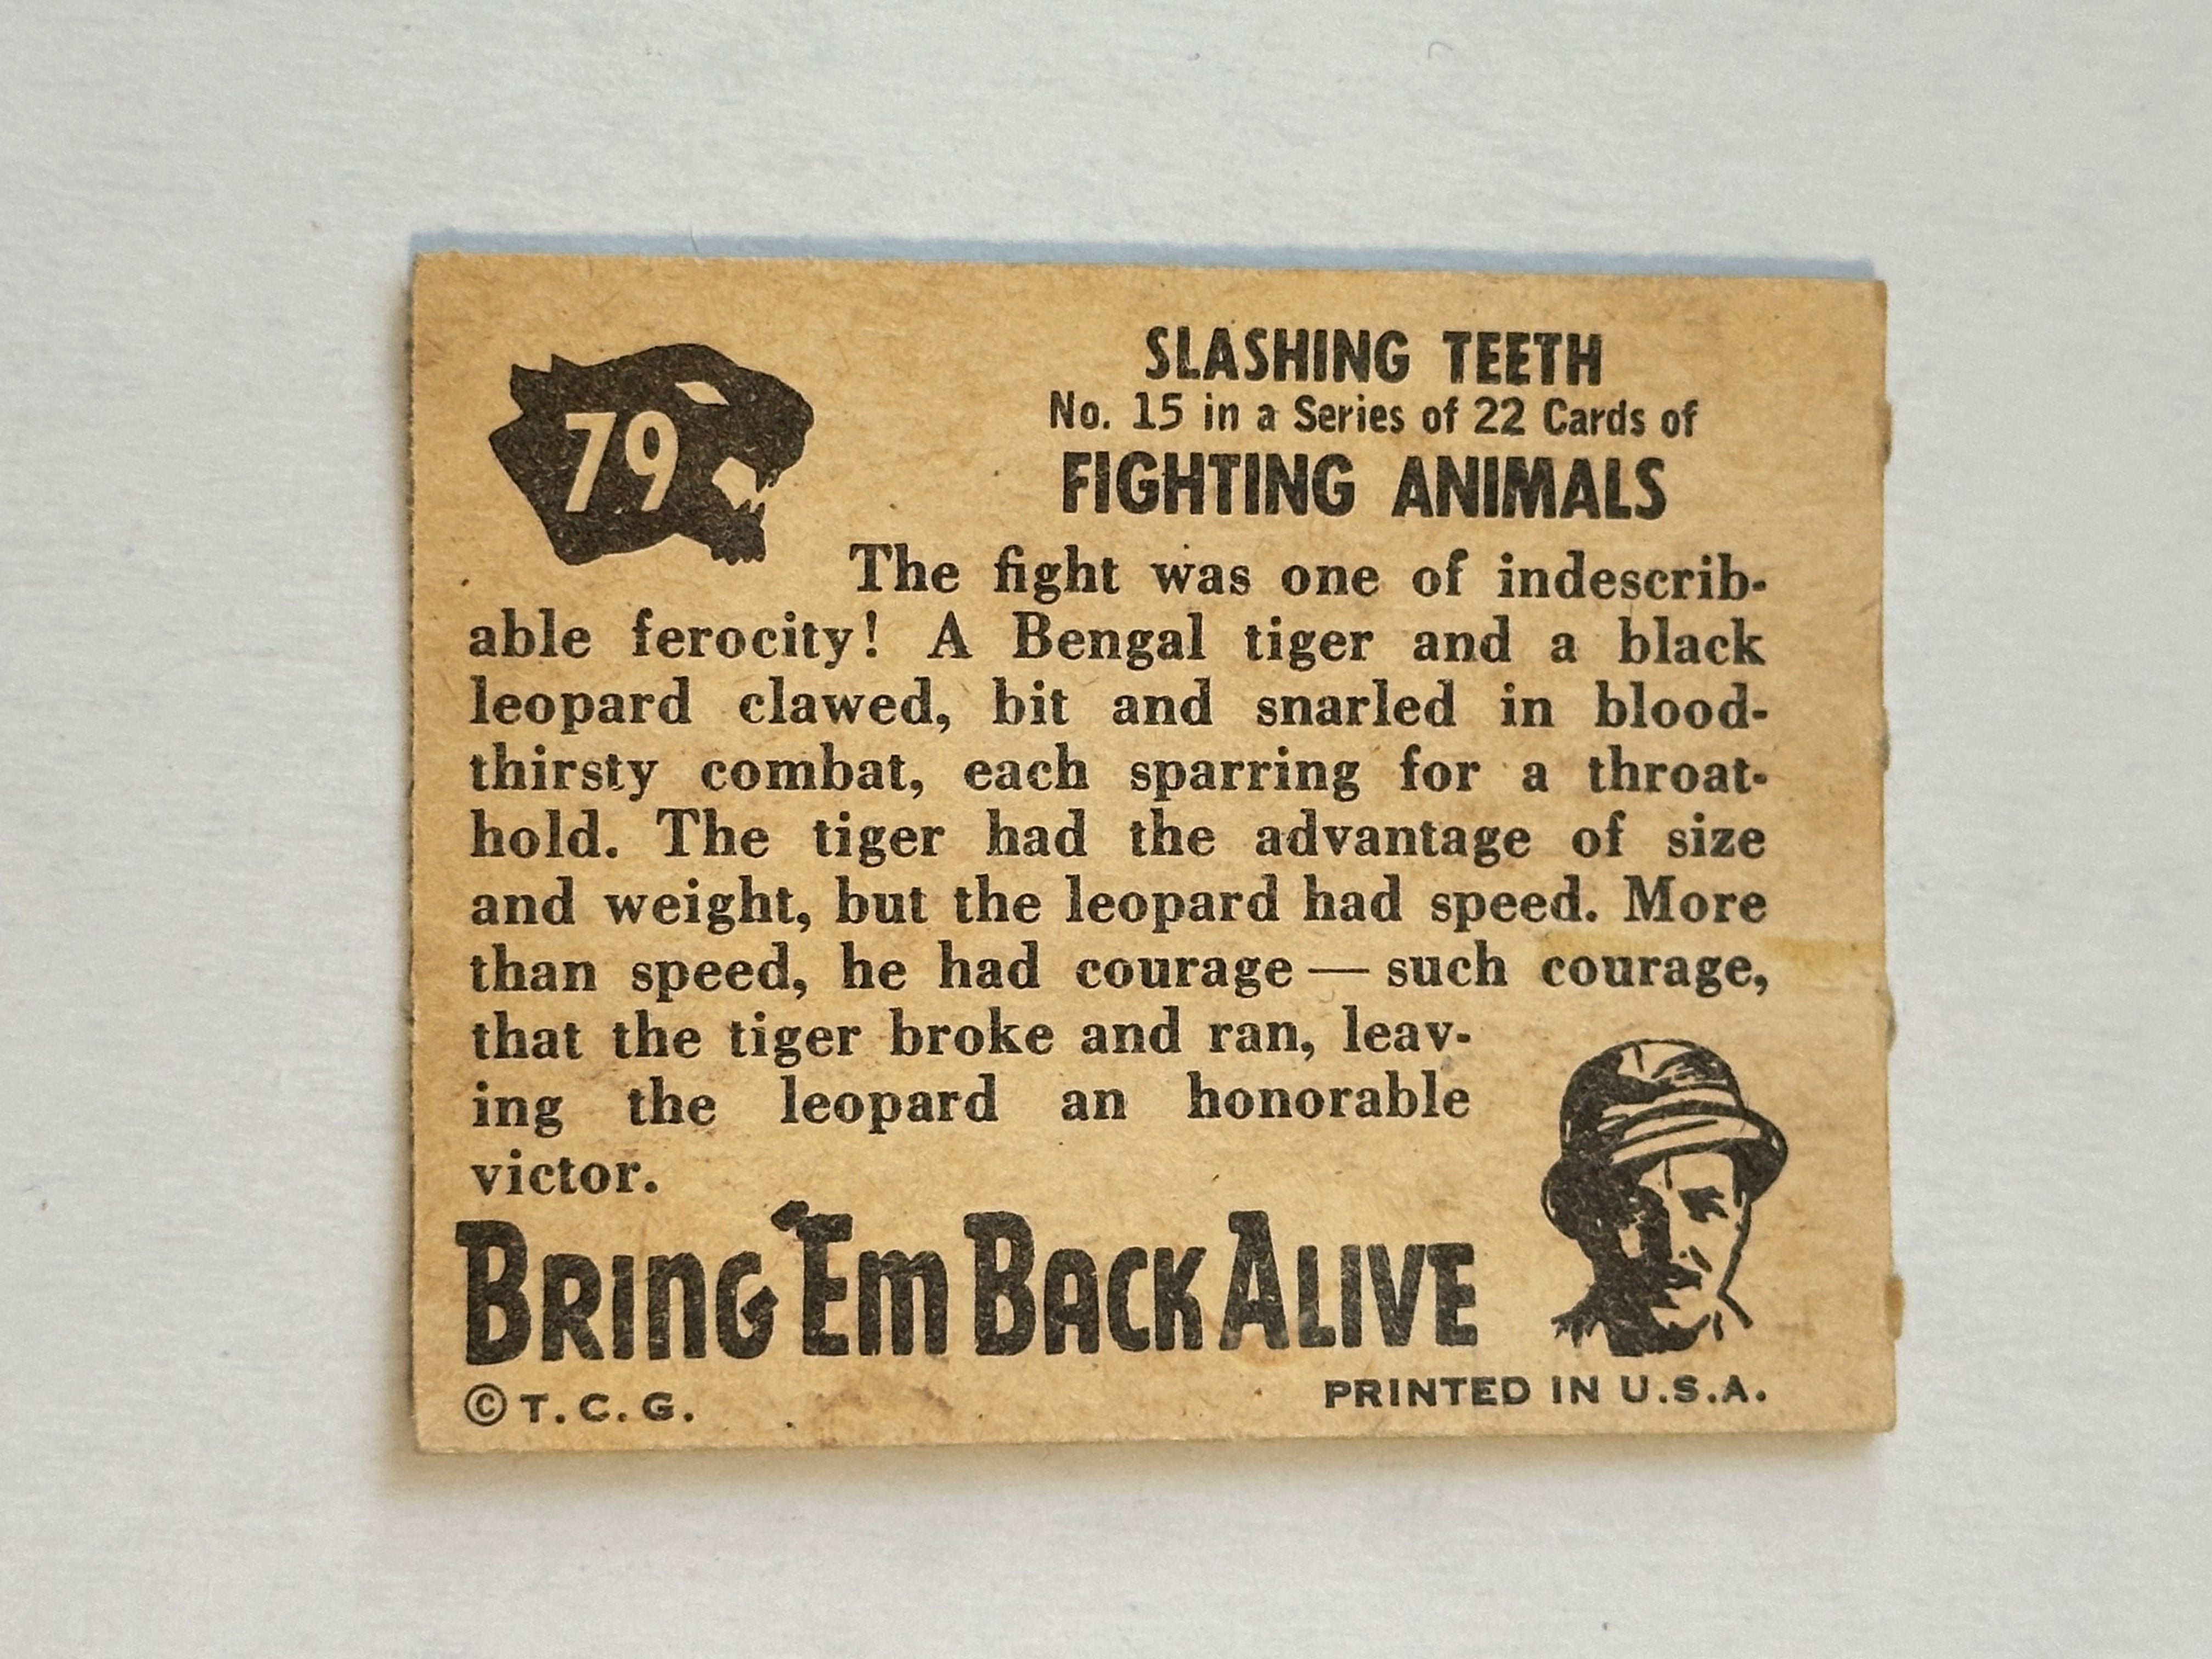 79
SLASHING TEETH
No. 15 in a Series of 22 Cards of
FIGHTING ANIMALS
The fight was one of indescrib-
able ferocity! A Bengal tiger and a black
leopard clawed, bit and snarled in blood-
thirsty combat, each sparring for a throat-
hold. The tiger had the advantage of size
and weight, but the leopard had speed. More
than speed, he had courage — such courage,
that the tiger broke and ran, leav-
ing the leopard an honorable
victor.
BRING 'EM BACK ALIVE
© T. C. G.
PRINTED IN U.S.A.